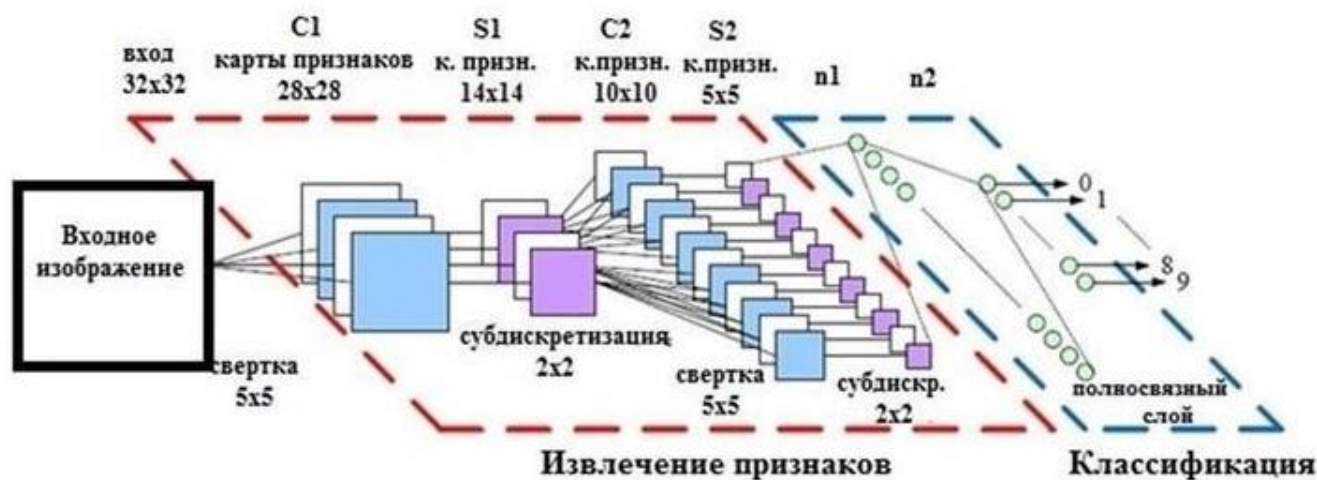 вход
32x32
C1
карты признаков
28x28
S1
к. призн.
14x14
C2
к.призн.
10x10
S2
к.призн.
5x5
n1
n2
Входное
изображение
0
1
8
9
свертка
5x5
субдискретизация
2x2
свертка
5x5
субдискр.
2x2
полносвязный
слой
Извлечение признаков
Классификация